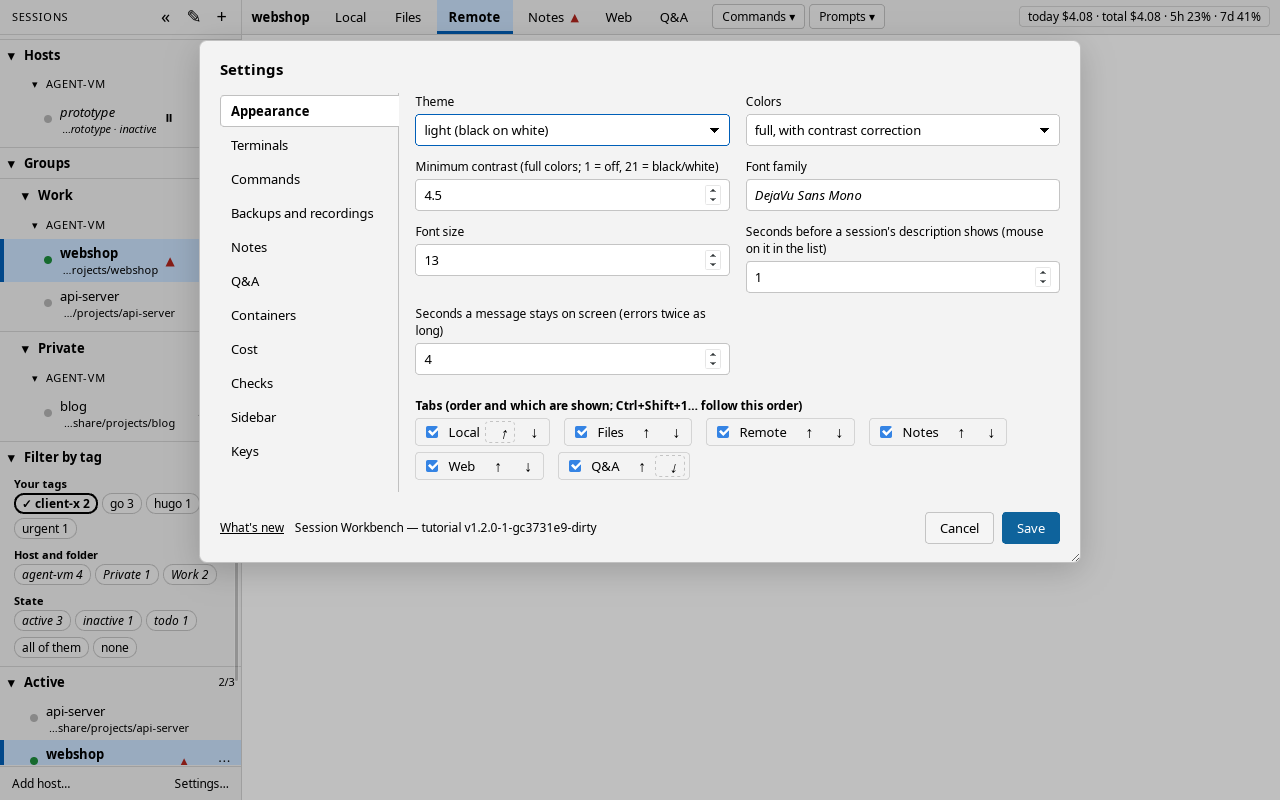 SESSIONS « ✎ +
webshop Local Files Remote Notes ▲ Web Q&A Commands ▾ Prompts ▾ today $4.08 · total $4.08 · 5h 23% · 7d 41%
▼ Hosts
▼ AGENT-VM
prototype
...rotype · inactive
▼ Groups
▼ Work
▼ AGENT-VM
webshop ▲
...rojects/webshop
api-server
.../projects/api-server
▼ Private
▼ AGENT-VM
blog
...share/projects/blog
▼ Filter by tag
Your tags
✓ client-x 2 go 3 hugo 1
urgent 1
Host and folder
agent-vm 4 Private 1 Work 2
State
active 3 inactive 1 todo 1
all of them none
▼ Active 2/3
api-server
...share/projects/api-server
webshop ▲ ...
Add host... Settings...
Settings
Appearance
Terminals
Commands
Backups and recordings
Notes
Q&A
Containers
Cost
Checks
Sidebar
Keys
Theme
light (black on white)
Colors
full, with contrast correction
Minimum contrast (full colors; 1 = off, 21 = black/white)
4.5
Font family
DejaVu Sans Mono
Font size
13
Seconds before a session's description shows (mouse
on it in the list)
1
Seconds a message stays on screen (errors twice as
long)
4
Tabs (order and which are shown; Ctrl+Shift+1... follow this order)
Local ↑ ↓ Files ↑ ↓ Remote ↑ ↓ Notes ↑ ↓
Web ↑ ↓ Q&A ↑ ↓
What's new Session Workbench — tutorial v1.2.0-1-gc3731e9-dirty
Cancel Save